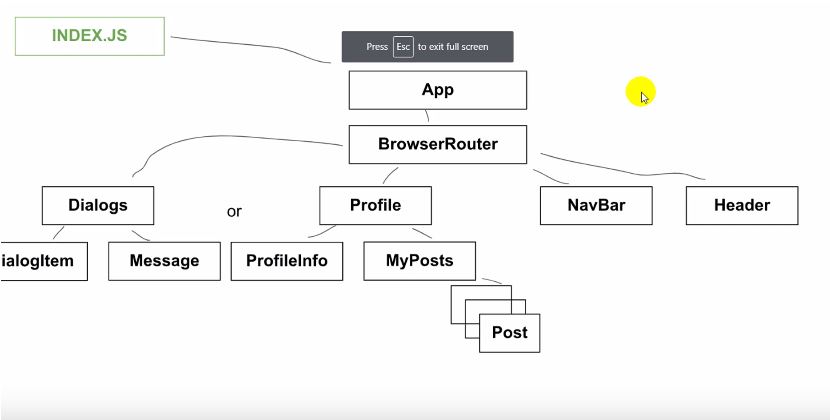 INDEX.JS
Press Esc to exit full screen
App
BrowserRouter
Dialogs
or
Profile
NavBar
Header
ialogItem
Message
ProfileInfo
MyPosts
Post